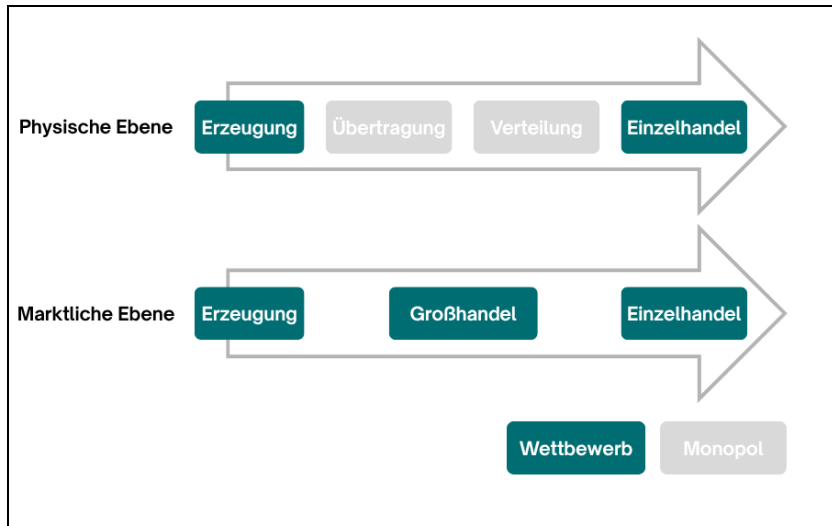 Physische Ebene
Erzeugung
Übertragung
Verteilung
Einzelhandel
Marktliche Ebene
Erzeugung
Großhandel
Einzelhandel
Wettbewerb
Monopol